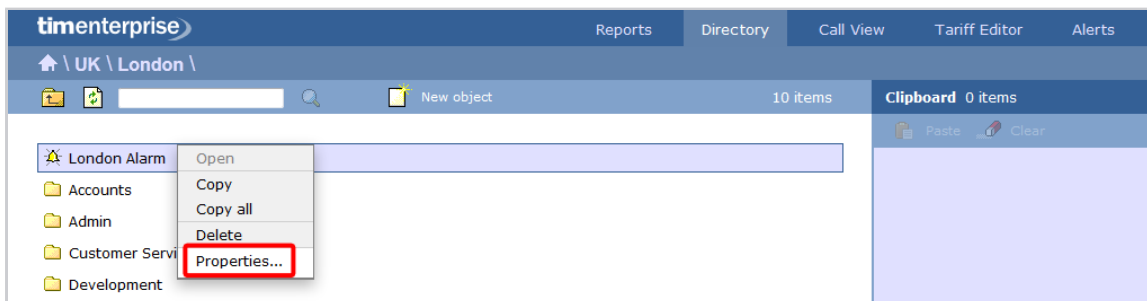 timenterprise
Reports Directory Call View Tariff Editor Alerts
\ UK \ London \
New object 10 items Clipboard 0 items
Paste Clear
London Alarm Open
Accounts Copy
Copy all
Admin
Delete
Customer Servi Properties...
Development